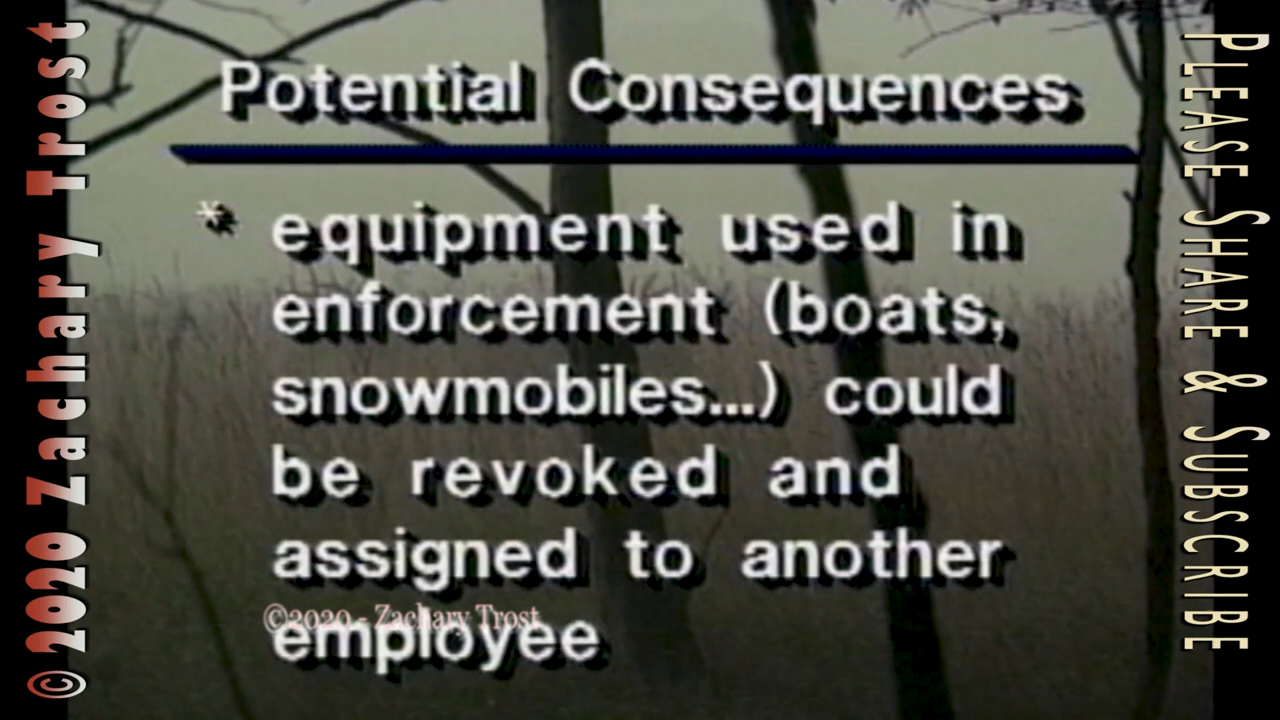 © 2020 Zachary Trost
Potential Consequences
* equipment used in
enforcement (boats,
snowmobiles...) could
be revoked and
assigned to another
©2020 - Zachary Trost
employee
PLEASE SHARE & SUBSCRIBE